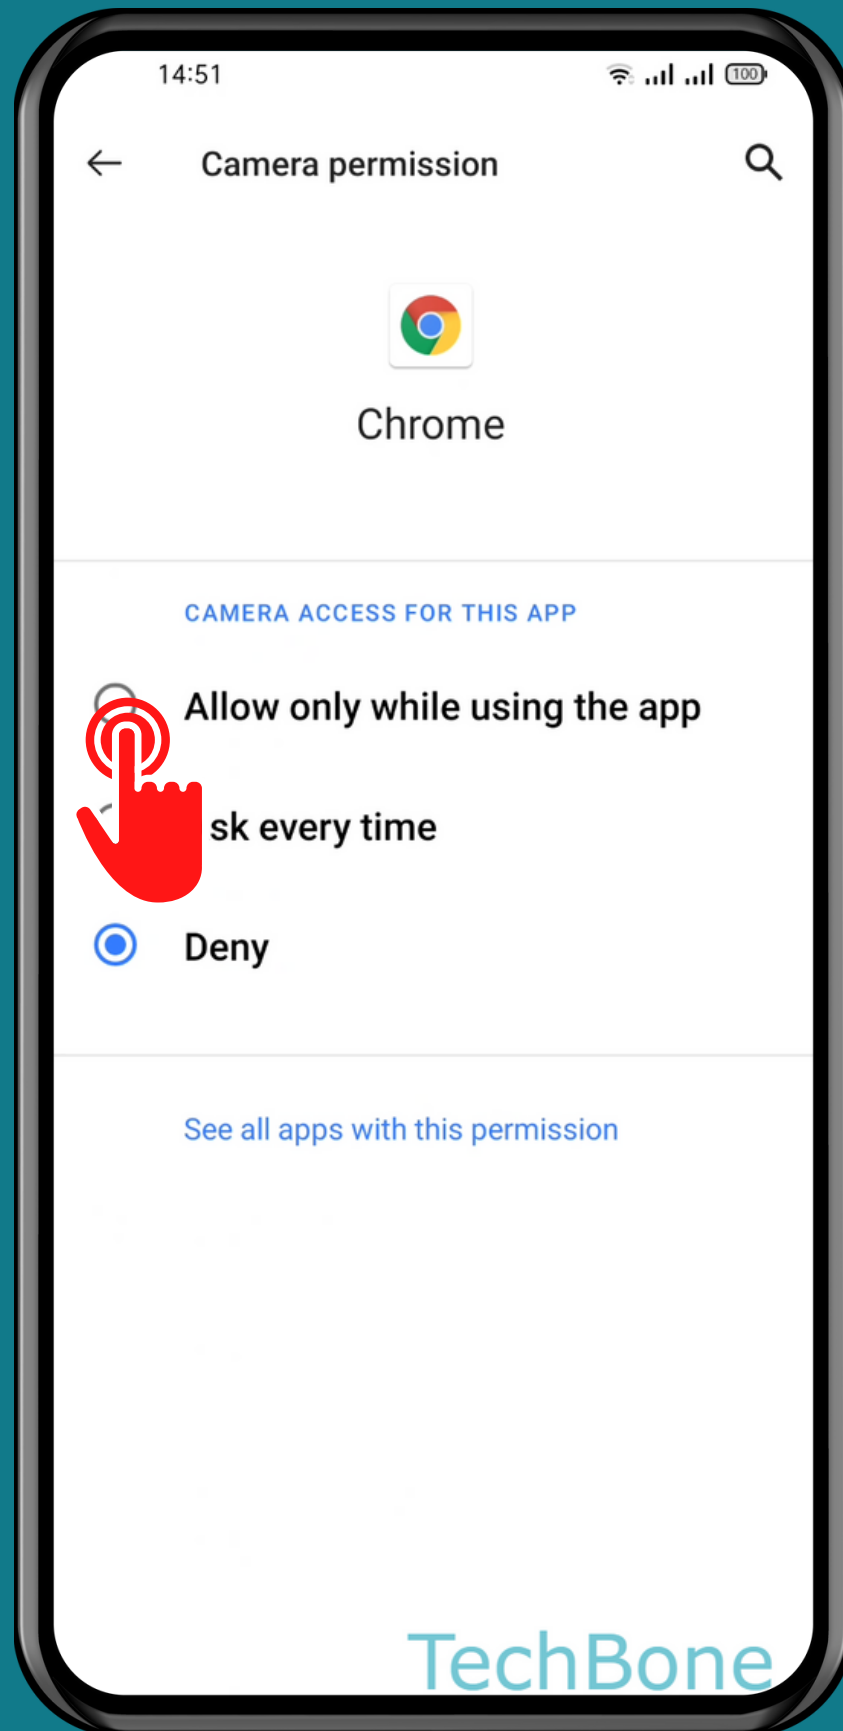 14:51
100
Camera permission
Chrome
CAMERA ACCESS FOR THIS APP
Allow only while using the app
sk every time
Deny
See all apps with this permission
TechBone